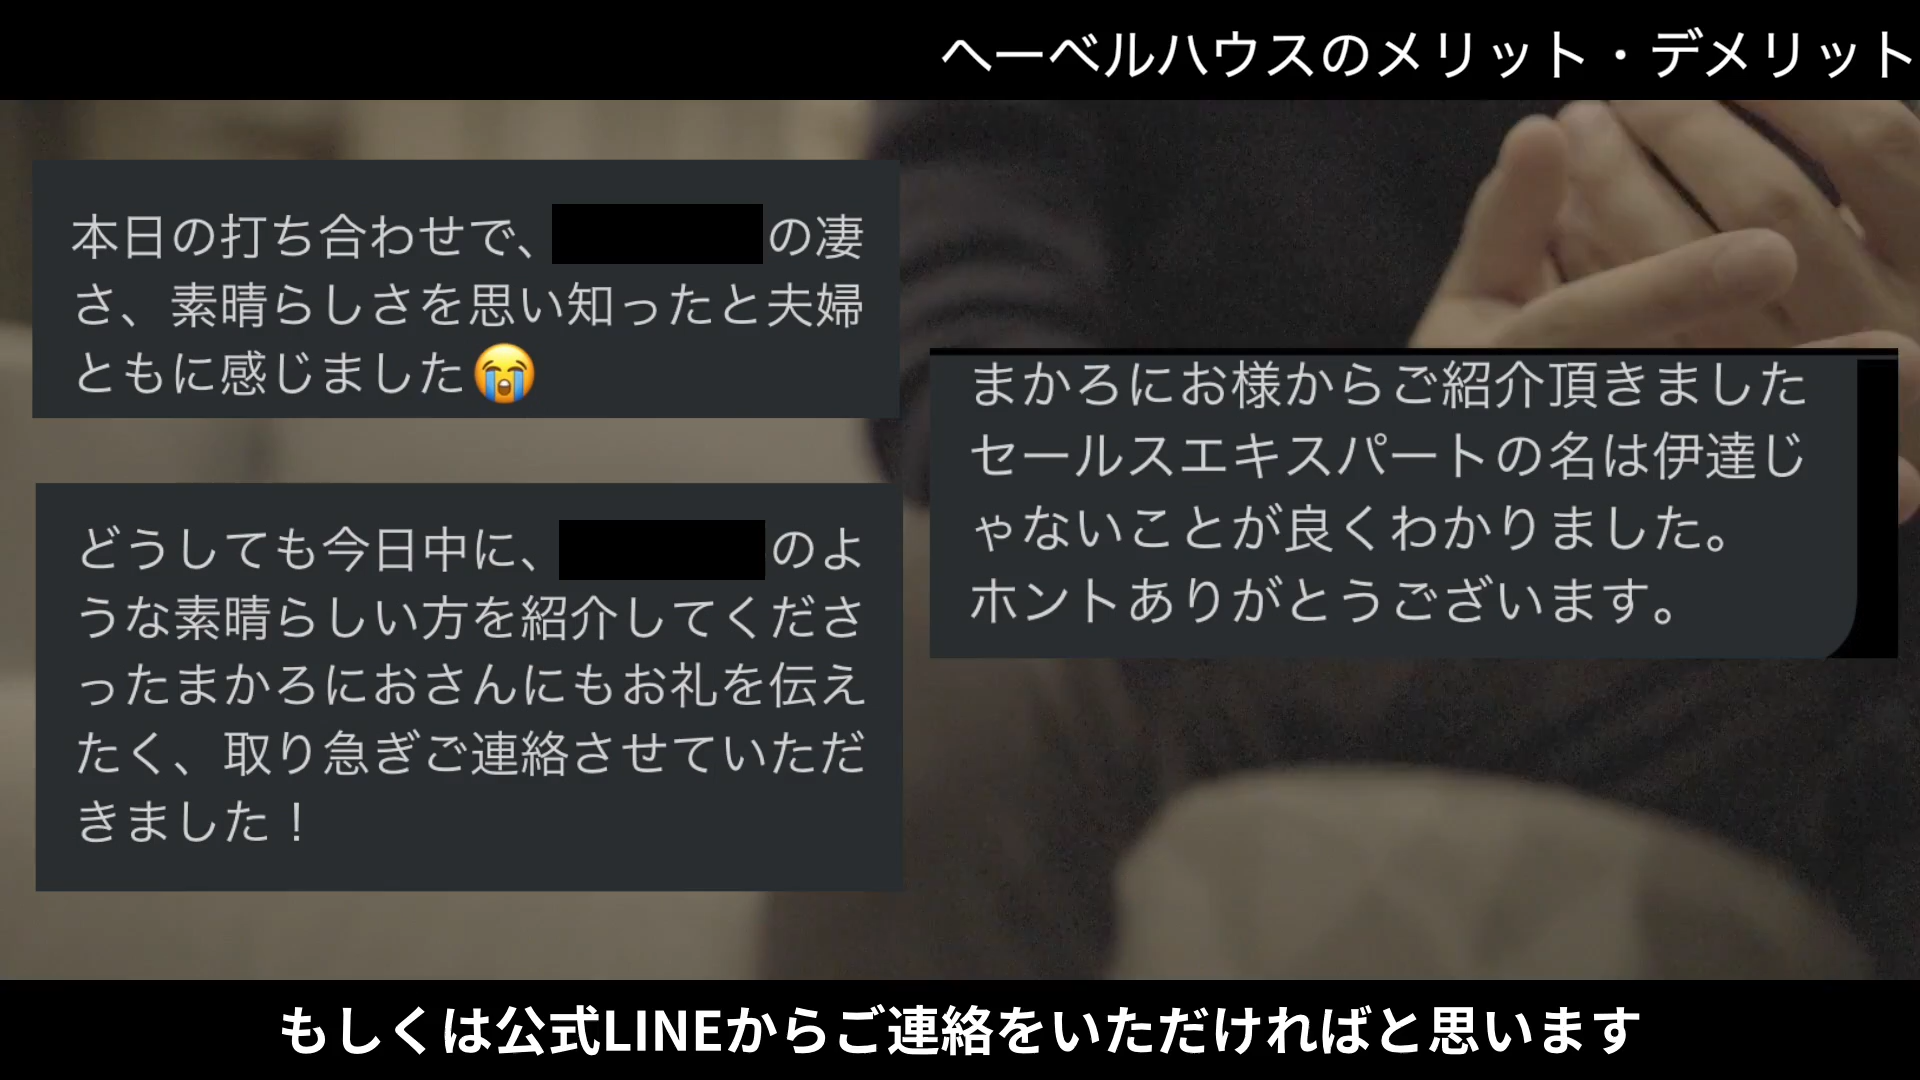 ヘーベルハウスのメリット・デメリット
本日の打ち合わせで、の凄
さ、素晴らしさを思い知ったと夫婦
ともに感じました😭
どうしても今日中に、のよ
うな素晴らしい方を紹介してくださ
ったまかろにおさんにもお礼を伝え
たく、取り急ぎご連絡させていただ
きました！
まかろにお様からご紹介頂きました
セールスエキスパートの名は伊達じ
ゃないことが良くわかりました。
ホントありがとうございます。
もしくは公式LINEからご連絡をいただければと思います